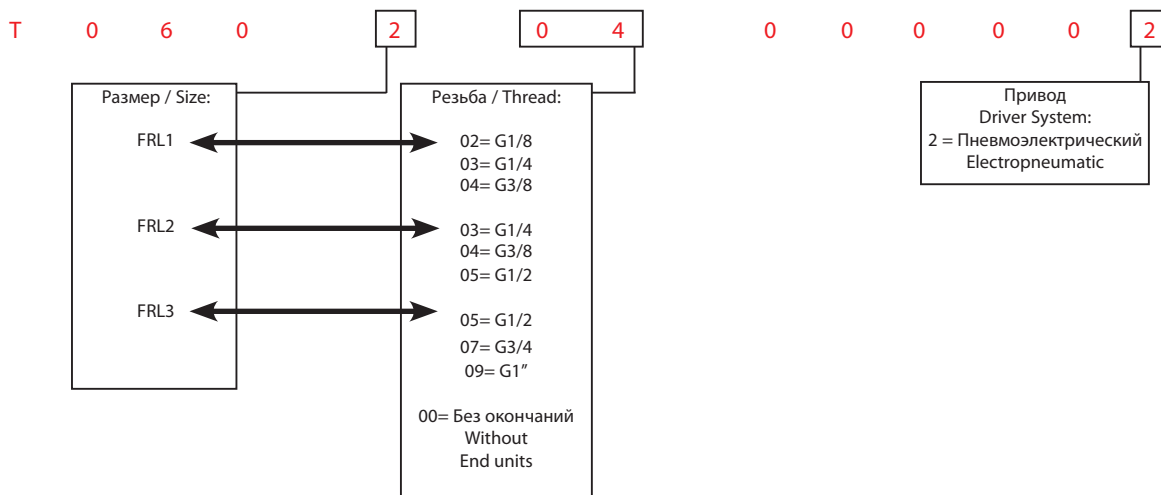 T 0 6 0 2 0 4 0 0 0 0 0 2
Размер / Size:
FRL1
FRL2
FRL3
Резьба / Thread:
02= G1/8
03= G1/4
04= G3/8
03= G1/4
04= G3/8
05= G1/2
05= G1/2
07= G3/4
09= G1”
00= Без окончаний
Without
End units
Привод
Driver System:
2 = Пневмоэлектрический
Electropneumatic